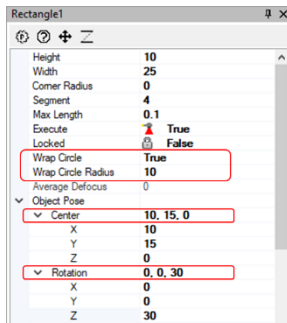 Rectangle1
Height 10
Width 25
Corner Radius 0
Segment 4
Max Length 0.1
Execute True
Locked False
Wrap Circle True
Wrap Circle Radius 10
Average Defocus 0
Object Pose
Center 10, 15, 0
X 10
Y 15
Z 0
Rotation 0, 0, 30
X 0
Y 0
Z 30